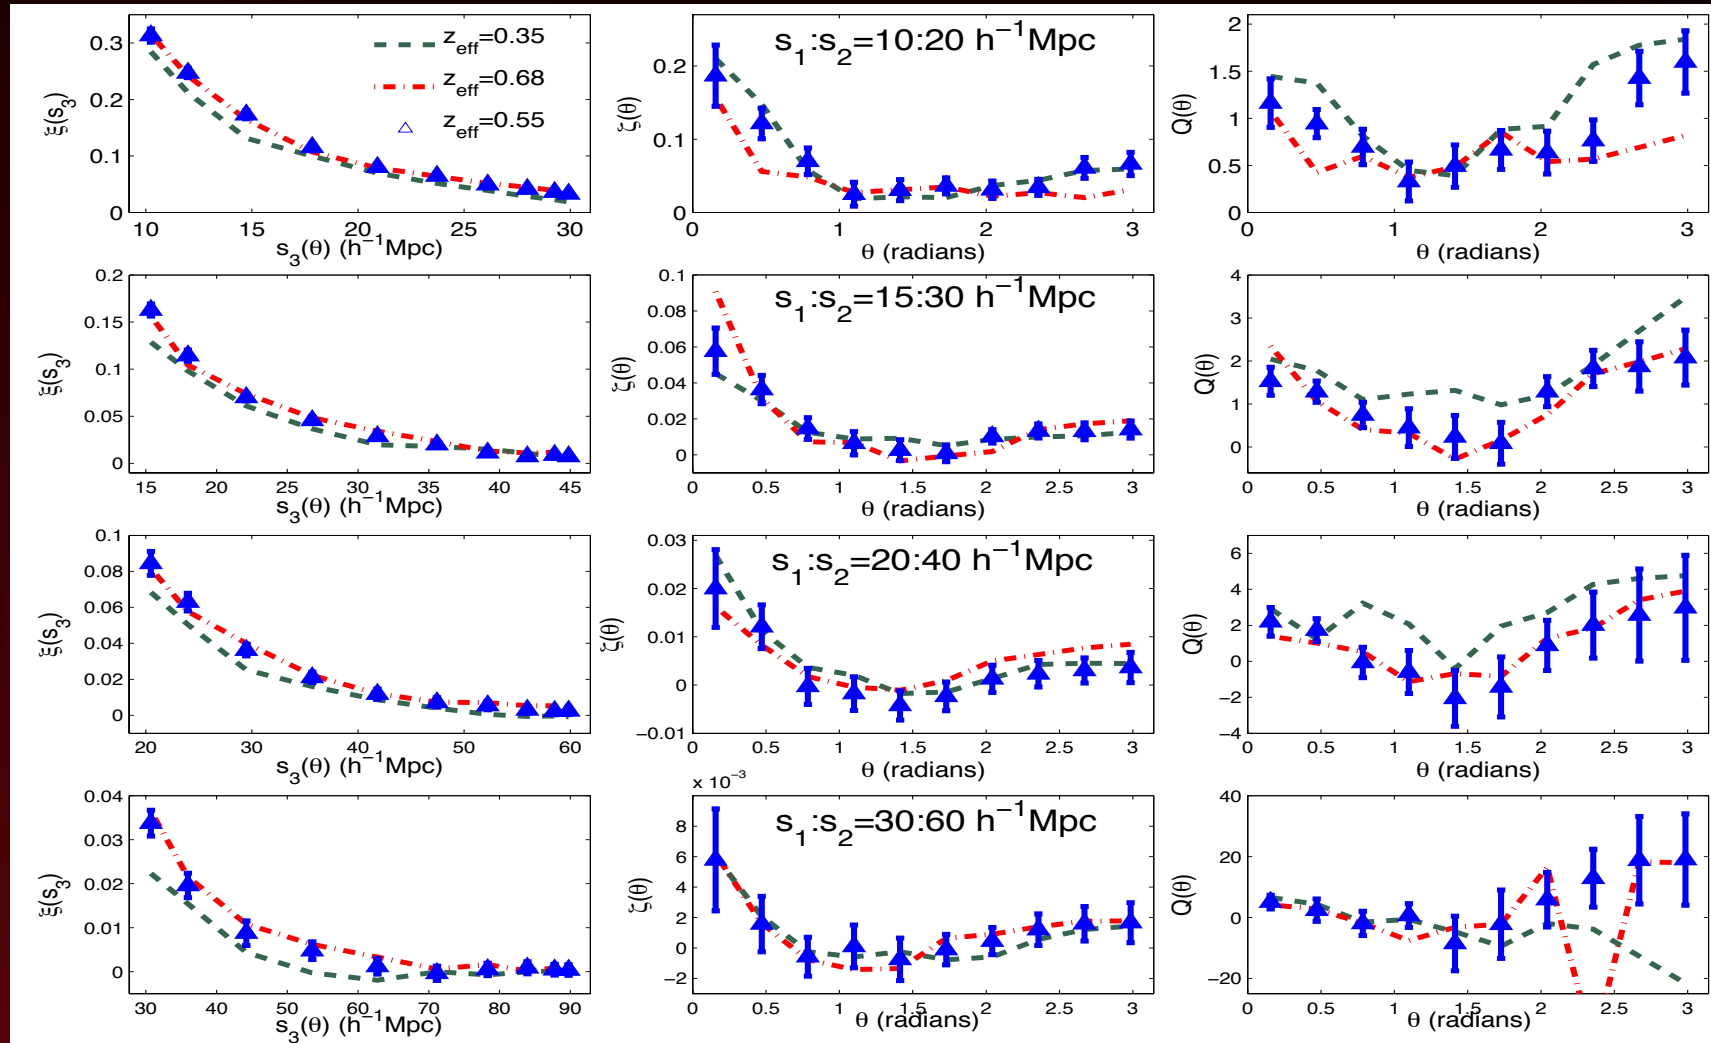 0.3
0.2
0.1
0
ξ(s₃)
10 15 20 25 30
s₃(θ) (h⁻¹Mpc)
z_eff=0.35
z_eff=0.68
z_eff=0.55
0.2
0.1
0
ζ(θ)
s₁:s₂=10:20 h⁻¹Mpc
0 0.5 1 1.5 2 2.5 3
θ (radians)
2
1.5
1
0.5
0
Q(θ)
0 1 2 3
θ (radians)
0.2
0.15
0.1
0.05
0
ξ(s₃)
15 20 25 30 35 40 45
s₃(θ) (h⁻¹Mpc)
0.1
0.08
0.06
0.04
0.02
0
ζ(θ)
s₁:s₂=15:30 h⁻¹Mpc
0 0.5 1 1.5 2 2.5 3
θ (radians)
4
3
2
1
0
Q(θ)
0 0.5 1 1.5 2 2.5 3
θ (radians)
0.1
0.08
0.06
0.04
0.02
0
ξ(s₃)
20 30 40 50 60
s₃(θ) (h⁻¹Mpc)
0.03
0.02
0.01
0
−0.01
ζ(θ)
s₁:s₂=20:40 h⁻¹Mpc
0 0.5 1 1.5 2 2.5 3
θ (radians)
6
4
2
0
−2
−4
Q(θ)
0 0.5 1 1.5 2 2.5 3
θ (radians)
0.04
0.03
0.02
0.01
0
ξ(s₃)
30 40 50 60 70 80 90
s₃(θ) (h⁻¹Mpc)
x 10⁻³
8
6
4
2
0
−2
ζ(θ)
s₁:s₂=30:60 h⁻¹Mpc
0 0.5 1 1.5 2 2.5 3
θ (radians)
40
20
0
−20
Q(θ)
0 0.5 1 1.5 2 2.5 3
θ (radians)